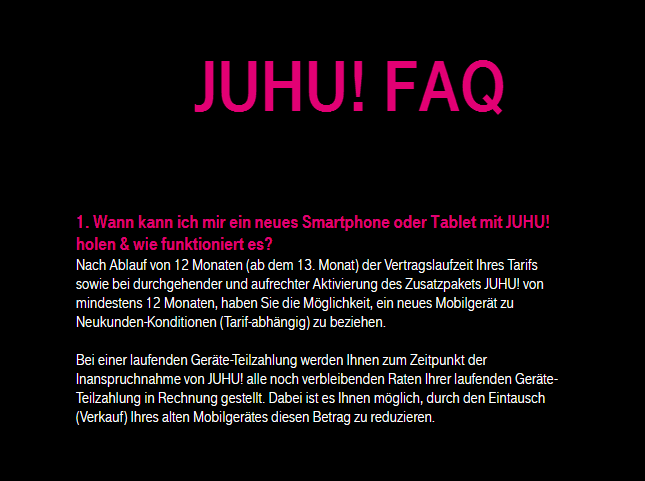 JUHU! FAQ
1. Wann kann ich mir ein neues Smartphone oder Tablet mit JUHU!
holen & wie funktioniert es?
Nach Ablauf von 12 Monaten (ab dem 13. Monat) der Vertragslaufzeit Ihres Tarifs
sowie bei durchgehender und aufrechter Aktivierung des Zusatzpakets JUHU! von
mindestens 12 Monaten, haben Sie die Möglichkeit, ein neues Mobilgerät zu
Neukunden-Konditionen (Tarif-abhängig) zu beziehen.
Bei einer laufenden Geräte-Teilzahlung werden Ihnen zum Zeitpunkt der
Inanspruchnahme von JUHU! alle noch verbleibenden Raten Ihrer laufenden Geräte-
Teilzahlung in Rechnung gestellt. Dabei ist es Ihnen möglich, durch den Eintausch
(Verkauf) Ihres alten Mobilgerätes diesen Betrag zu reduzieren.